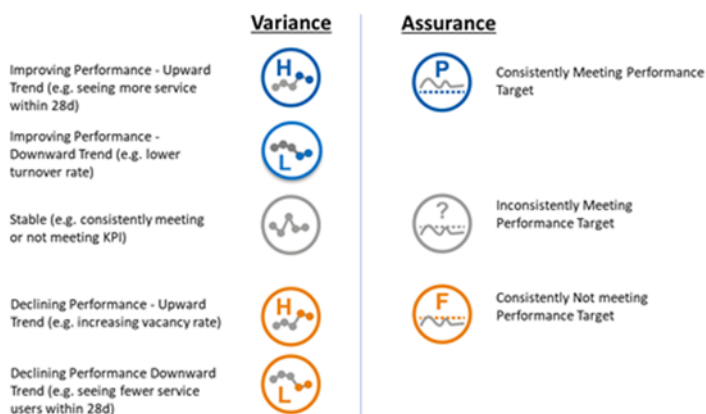 Variance
Assurance
Improving Performance - Upward
Trend (e.g. seeing more service
within 28d)
H
P
Consistently Meeting Performance
Target
Improving Performance -
Downward Trend (e.g. lower
turnover rate)
L
Stable (e.g. consistently meeting
or not meeting KPI)
?
Inconsistently Meeting
Performance Target
Declining Performance - Upward
Trend (e.g. increasing vacancy rate)
H
F
Consistently Not meeting
Performance Target
Declining Performance Downward
Trend (e.g. seeing fewer service
users within 28d)
L